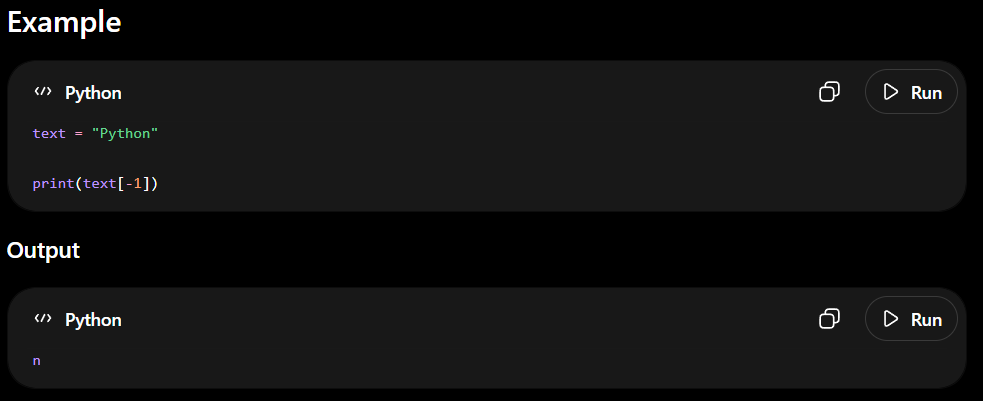 Example
Python
Run
text = "Python"
print(text[-1])
Output
Python
Run
n